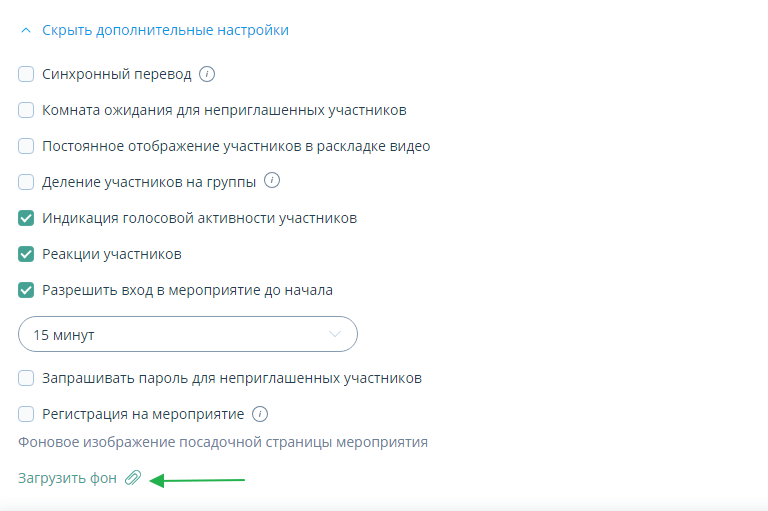 Скрыть дополнительные настройки
Синхронный перевод
Комната ожидания для неприглашенных участников
Постоянное отображение участников в раскладке видео
Деление участников на группы
Индикация голосовой активности участников
Реакции участников
Разрешить вход в мероприятие до начала
15 минут
Запрашивать пароль для неприглашенных участников
Регистрация на мероприятие
Фоновое изображение посадочной страницы мероприятия
Загрузить фон